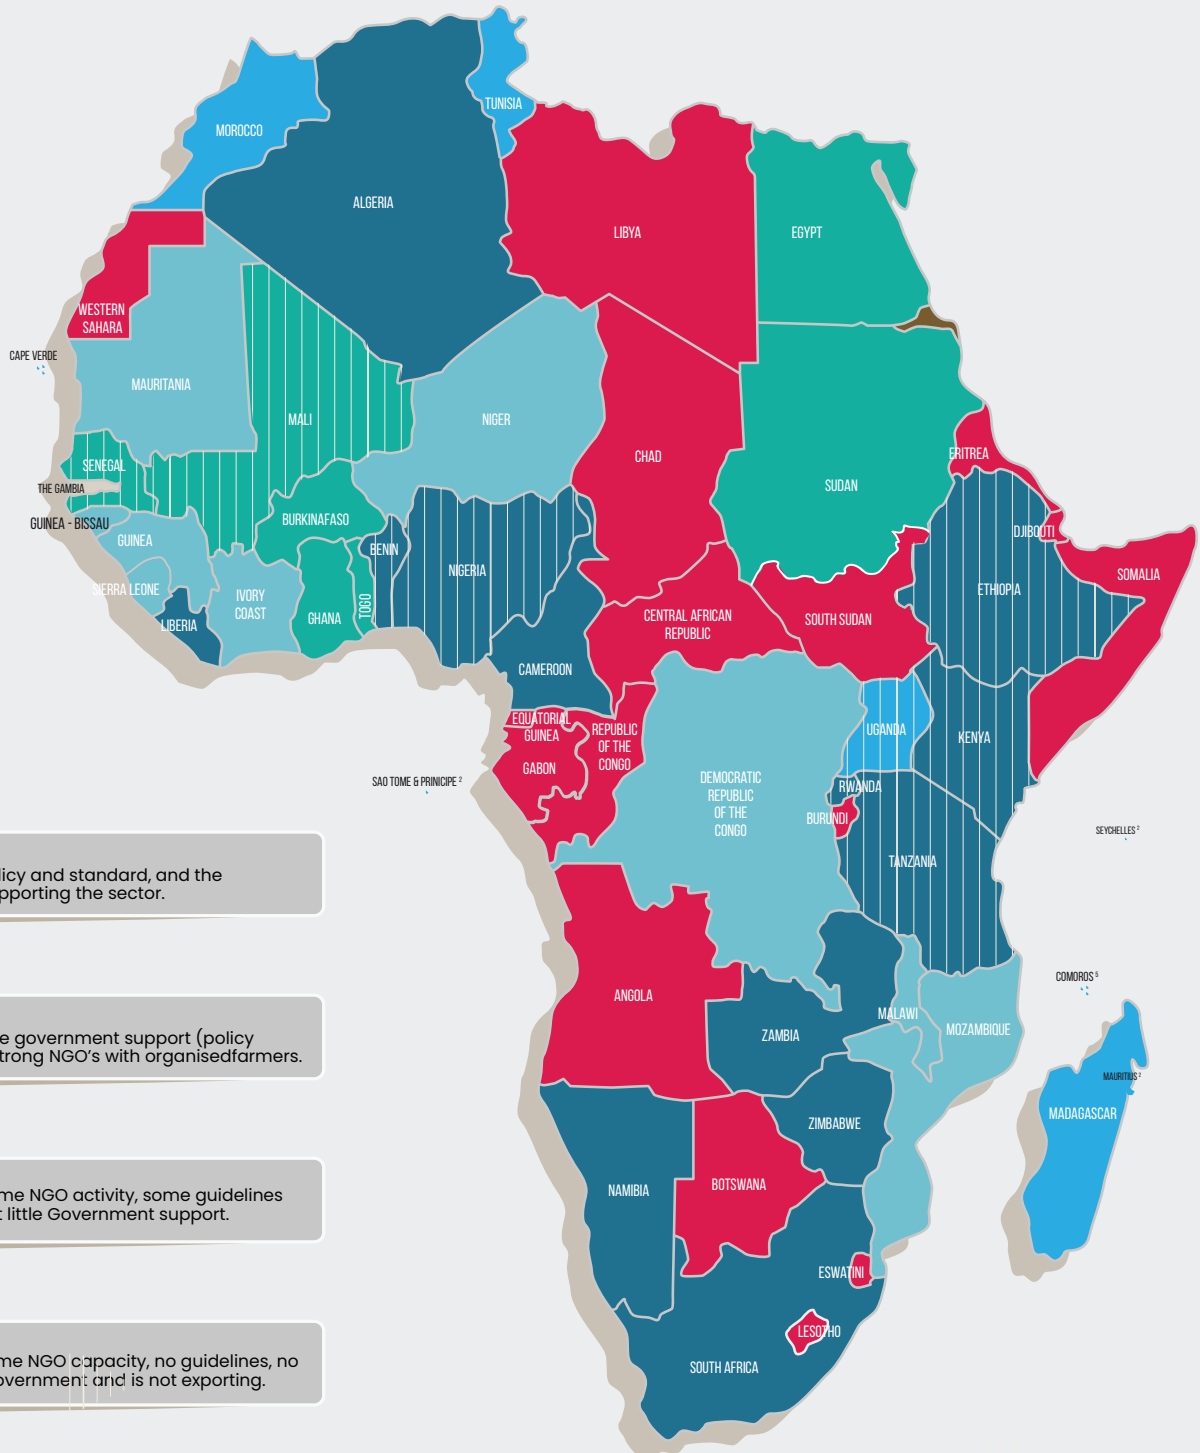 TUNISIA
MOROCCO
ALGERIA
LIBYA
EGYPT
WESTERN
SAHARA
CAPE VERDE
MAURITANIA
MALI
NIGER
CHAD
SUDAN
ERITREA
SENEGAL
THE GAMBIA
GUINEA - BISSAU
BURKINAFASO
DJIBOUTI
GUINEA
BENIN
NIGERIA
SOMALIA
SIERRA LEONE
IVORY
COAST
GHANA
TOGO
ETHIOPIA
LIBERIA
CENTRAL AFRICAN
REPUBLIC
SOUTH SUDAN
CAMEROON
EQUATORIAL
GUINEA
REPUBLIC
OF THE
CONGO
UGANDA
KENYA
GABON
SAO TOME & PRINICIPE 2
DEMOCRATIC
REPUBLIC
OF THE
CONGO
RWANDA
BURUNDI
SEYCHELLES 2
TANZANIA
licy and standard, and the
pporting the sector.
COMOROS 5
ANGOLA
MALAWI
ZAMBIA
MOZAMBIQUE
e government support (policy
trong NGO's with organisedfarmers.
MAURITIUS 2
MADAGASCAR
ZIMBABWE
BOTSWANA
NAMIBIA
me NGO activity, some guidelines
t little Government support.
ESWATINI
LESOTHO
SOUTH AFRICA
me NGO capacity, no guidelines, no
overnment and is not exporting.